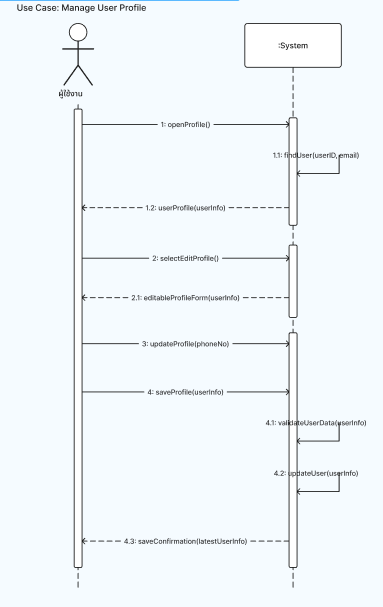 Use Case: Manage User Profile
:System
ผู้ใช้งาน
1: openProfile()
1.1: findUser(userID, email)
1.2: userProfile(userInfo)
2: selectEditProfile()
2.1: editableProfileForm(userInfo)
3: updateProfile(phoneNo)
4: saveProfile(userInfo)
4.1: validateUserData(userInfo)
4.2: updateUser(userInfo)
4.3: saveConfirmation(latestUserInfo)